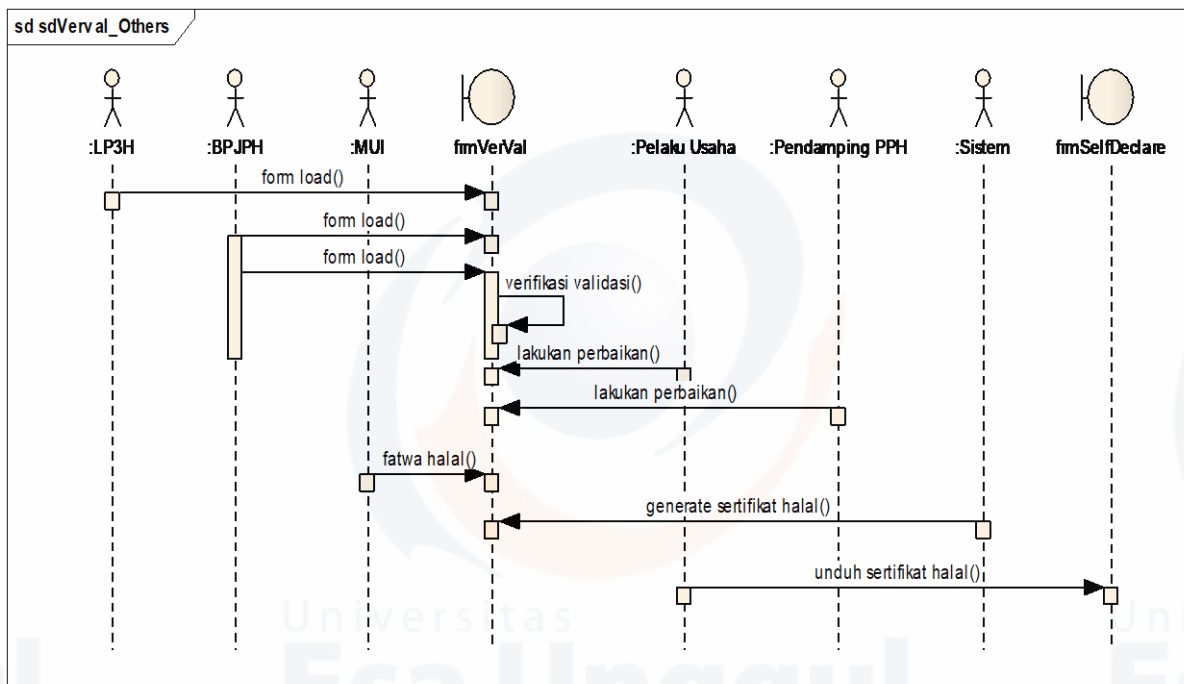 sd sdVerval_Others
:LP3H
:BPJPH
:MUI
frmVerVal
:Pelaku Usaha
:Pendamping PPH
:Sistem
frmSelfDeclare
form load()
form load()
form load()
verifikasi validasi()
lakukan perbaikan()
lakukan perbaikan()
fatwa halal()
generate sertifikat halal()
unduh sertifikat halal()
Universitas
Esa Unggul